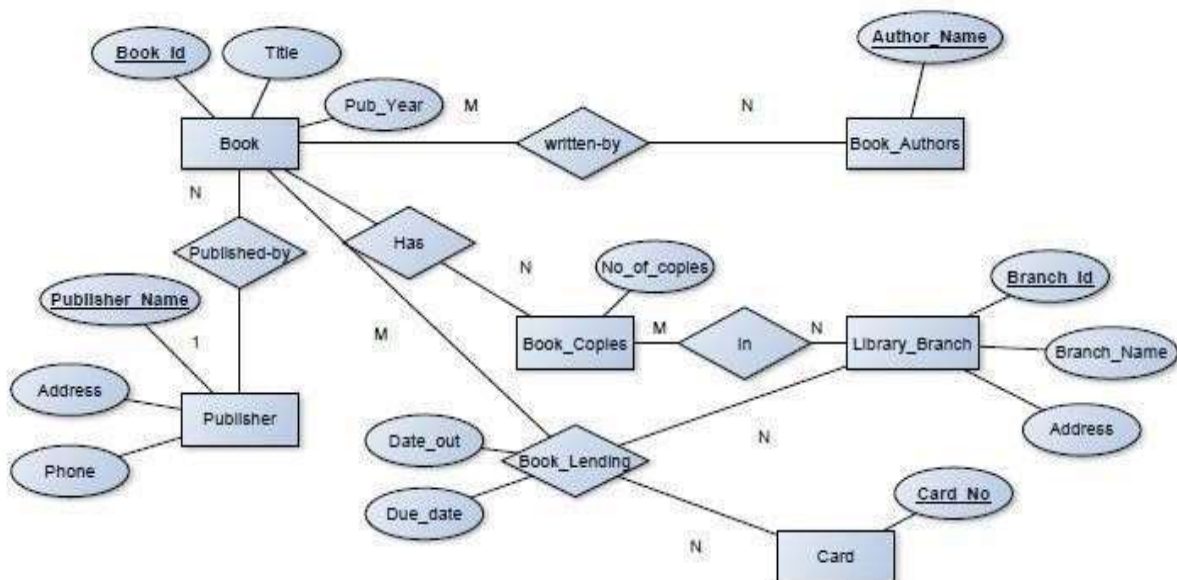 Author_Name
Book_Id
Title
Pub_Year
M
N
Book
written-by
Book_Authors
N
Has
Published-by
N
No_of_copies
Branch_Id
Publisher_Name
M
N
M
Book_Copies
In
Library_Branch
Branch_Name
1
Address
Publisher
Date_out
N
Address
Book_Lending
Phone
Due_date
Card_No
N
Card